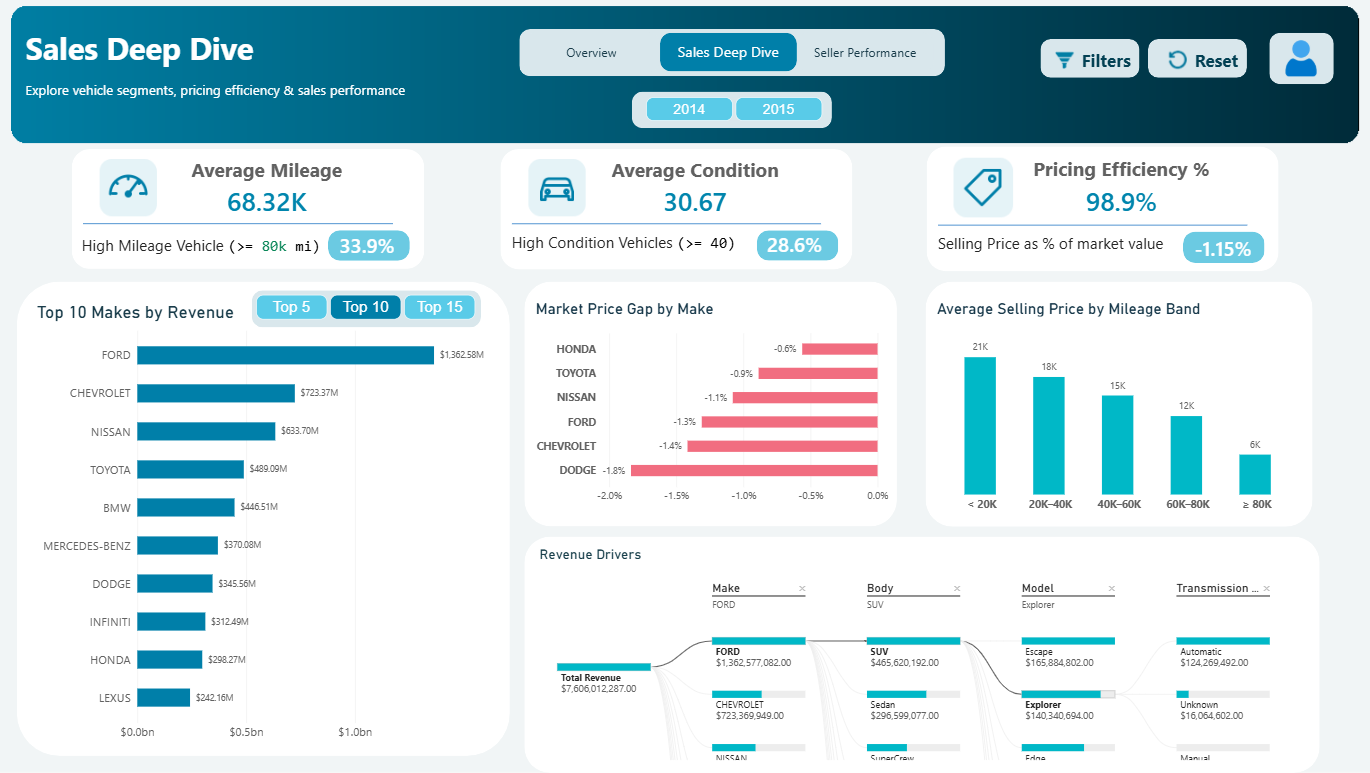 Sales Deep Dive
Explore vehicle segments, pricing efficiency & sales performance
Overview
Sales Deep Dive
Seller Performance
2014
2015
Filters
Reset
Average Mileage
68.32K
High Mileage Vehicle (>= 80k mi)
33.9%
Average Condition
30.67
High Condition Vehicles (>= 40)
28.6%
Pricing Efficiency %
98.9%
Selling Price as % of market value
-1.15%
Top 10 Makes by Revenue
Top 5
Top 10
Top 15
FORD $1,362.58M
CHEVROLET $723.37M
NISSAN $633.70M
TOYOTA $489.09M
BMW $446.51M
MERCEDES-BENZ $370.08M
DODGE $345.56M
INFINITI $312.49M
HONDA $298.27M
LEXUS $242.16M
$0.0bn $0.5bn $1.0bn
Market Price Gap by Make
HONDA -0.6%
TOYOTA -0.9%
NISSAN -1.1%
FORD -1.3%
CHEVROLET -1.4%
DODGE -1.8%
-2.0% -1.5% -1.0% -0.5% 0.0%
Average Selling Price by Mileage Band
21K
18K
15K
12K
6K
< 20K 20K–40K 40K–60K 60K–80K ≥ 80K
Revenue Drivers
Make ×
FORD
Body ×
SUV
Model ×
Explorer
Transmission ... ×
Total Revenue
$7,606,012,287.00
FORD
$1,362,577,082.00
CHEVROLET
$723,369,949.00
NISSAN
SUV
$465,620,192.00
Sedan
$296,599,077.00
SuperCrew
Escape
$165,884,802.00
Explorer
$140,340,694.00
Edge
Automatic
$124,269,492.00
Unknown
$16,064,602.00
Manual